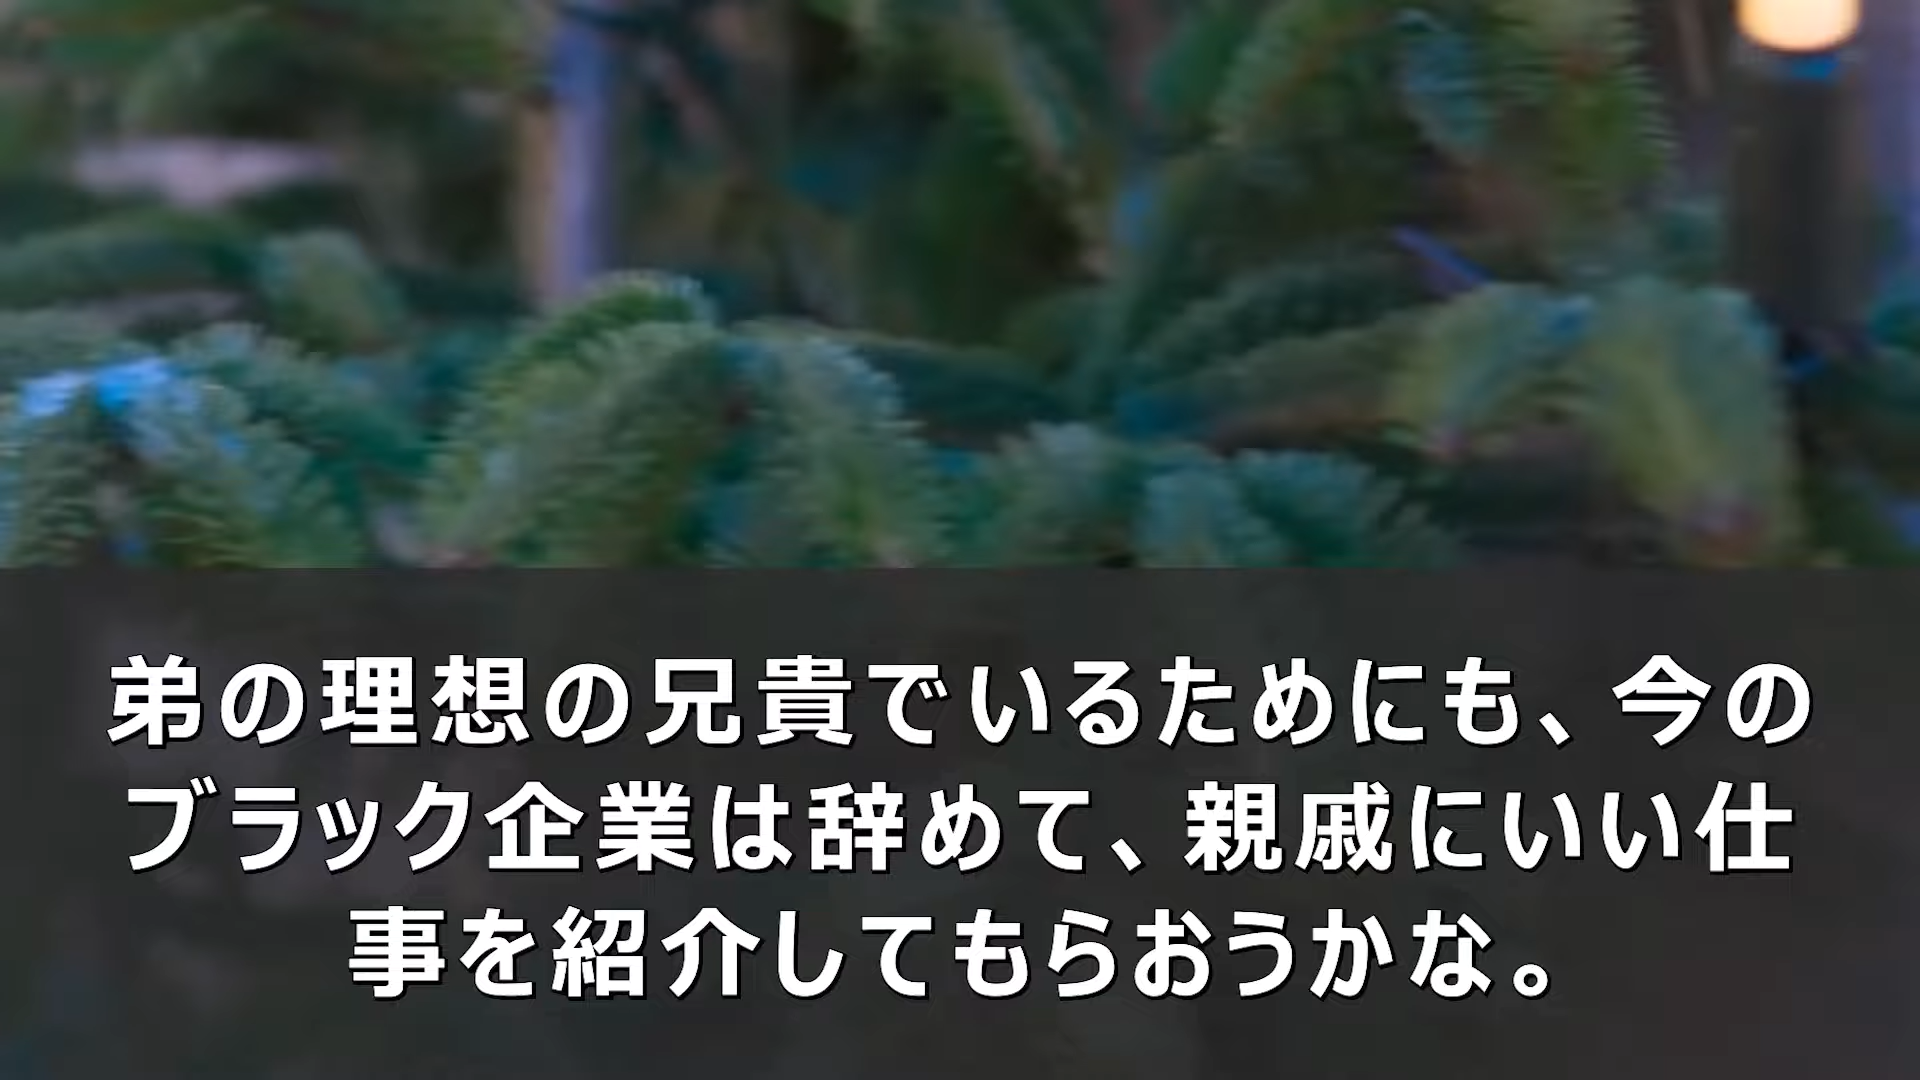 弟の理想の兄貴でいるためにも、今の
ブラック企業は辞めて、親戚にいい仕
事を紹介してもらおうかな。